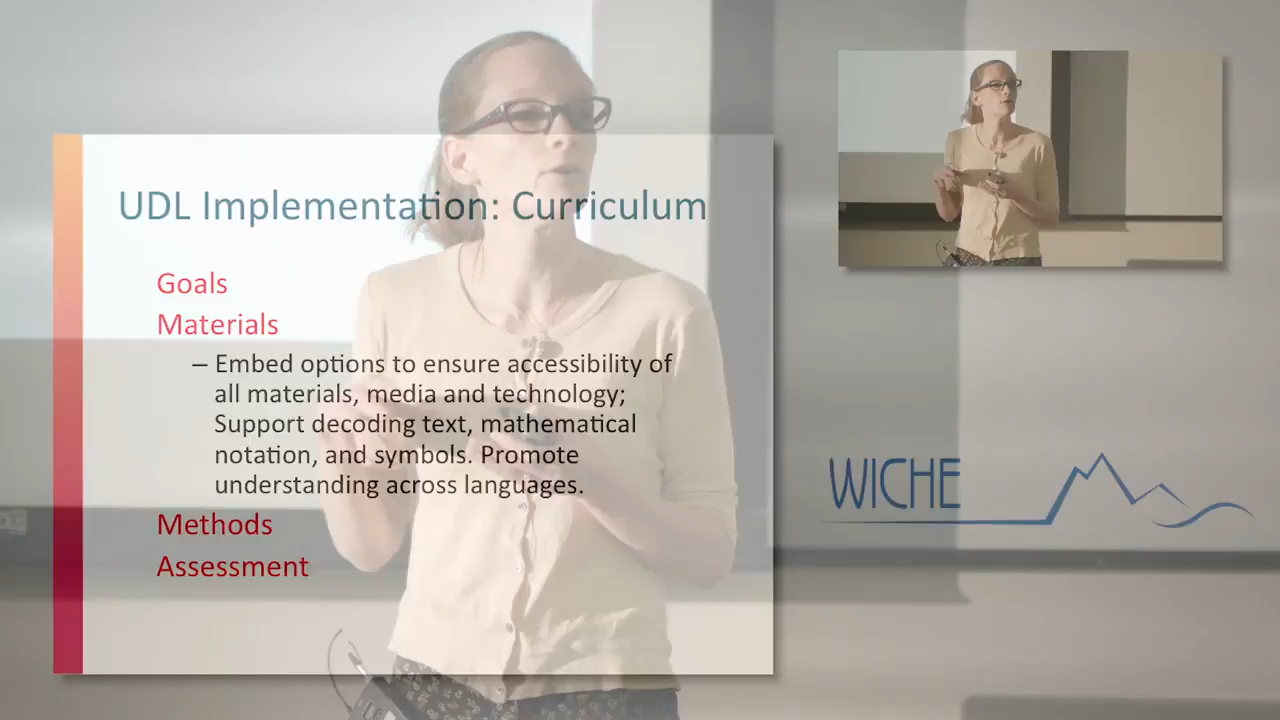 UDL Implementation: Curriculum
Goals
Materials
– Embed options to ensure accessibility of
all materials, media and technology;
Support decoding text, mathematical
notation, and symbols. Promote
understanding across languages.
Methods
Assessment
WICHE